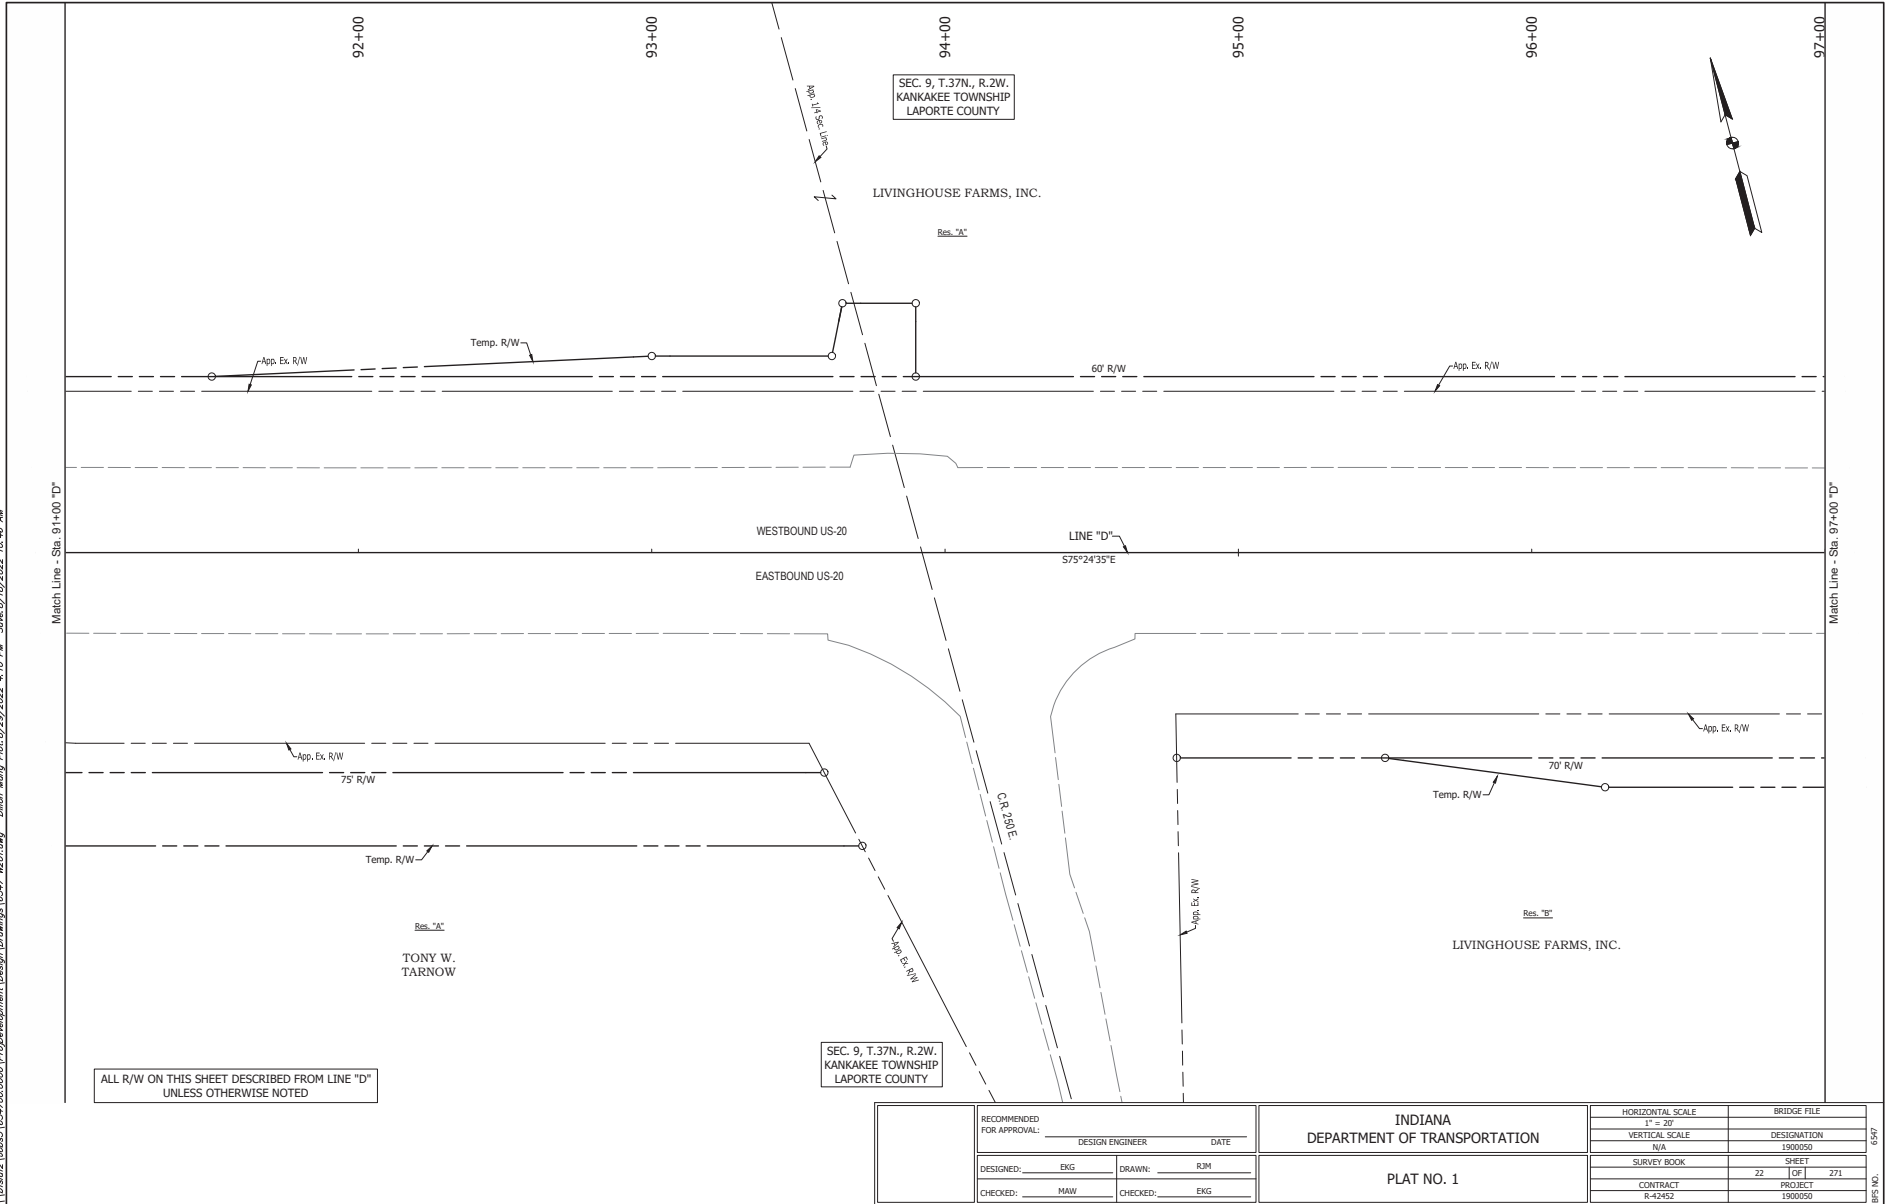 92+00
93+00
94+00
95+00
96+00
97+00
SEC. 9, T.37N., R.2W.
KANKAKEE TOWNSHIP
LAPORTE COUNTY
App. 1/4 Sec. Line
LIVINGHOUSE FARMS, INC.
Res. "A"
Temp. R/W
App. Ex. R/W
60' R/W
App. Ex. R/W
Match Line - Sta. 91+00 "D"
WESTBOUND US-20
LINE "D"
S75°24'35"E
EASTBOUND US-20
Match Line - Sta. 97+00 "D"
App. Ex. R/W
75' R/W
App. Ex. R/W
70' R/W
Temp. R/W
C.R. 250 E.
Temp. R/W
App. Ex. R/W
App. Ex. R/W
Res. "A"
TONY W.
TARNOW
Res. "B"
LIVINGHOUSE FARMS, INC.
SEC. 9, T.37N., R.2W.
KANKAKEE TOWNSHIP
LAPORTE COUNTY
ALL R/W ON THIS SHEET DESCRIBED FROM LINE "D"
UNLESS OTHERWISE NOTED
RECOMMENDED
FOR APPROVAL:
DESIGN ENGINEER DATE
DESIGNED: EKG DRAWN: RJM
CHECKED: MAW CHECKED: EKG
INDIANA
DEPARTMENT OF TRANSPORTATION
PLAT NO. 1
HORIZONTAL SCALE BRIDGE FILE
1" = 20'
VERTICAL SCALE DESIGNATION
N/A 1900050
SURVEY BOOK SHEET
22 OF 271
CONTRACT PROJECT
R-42452 1900050
BFS NO. 6547